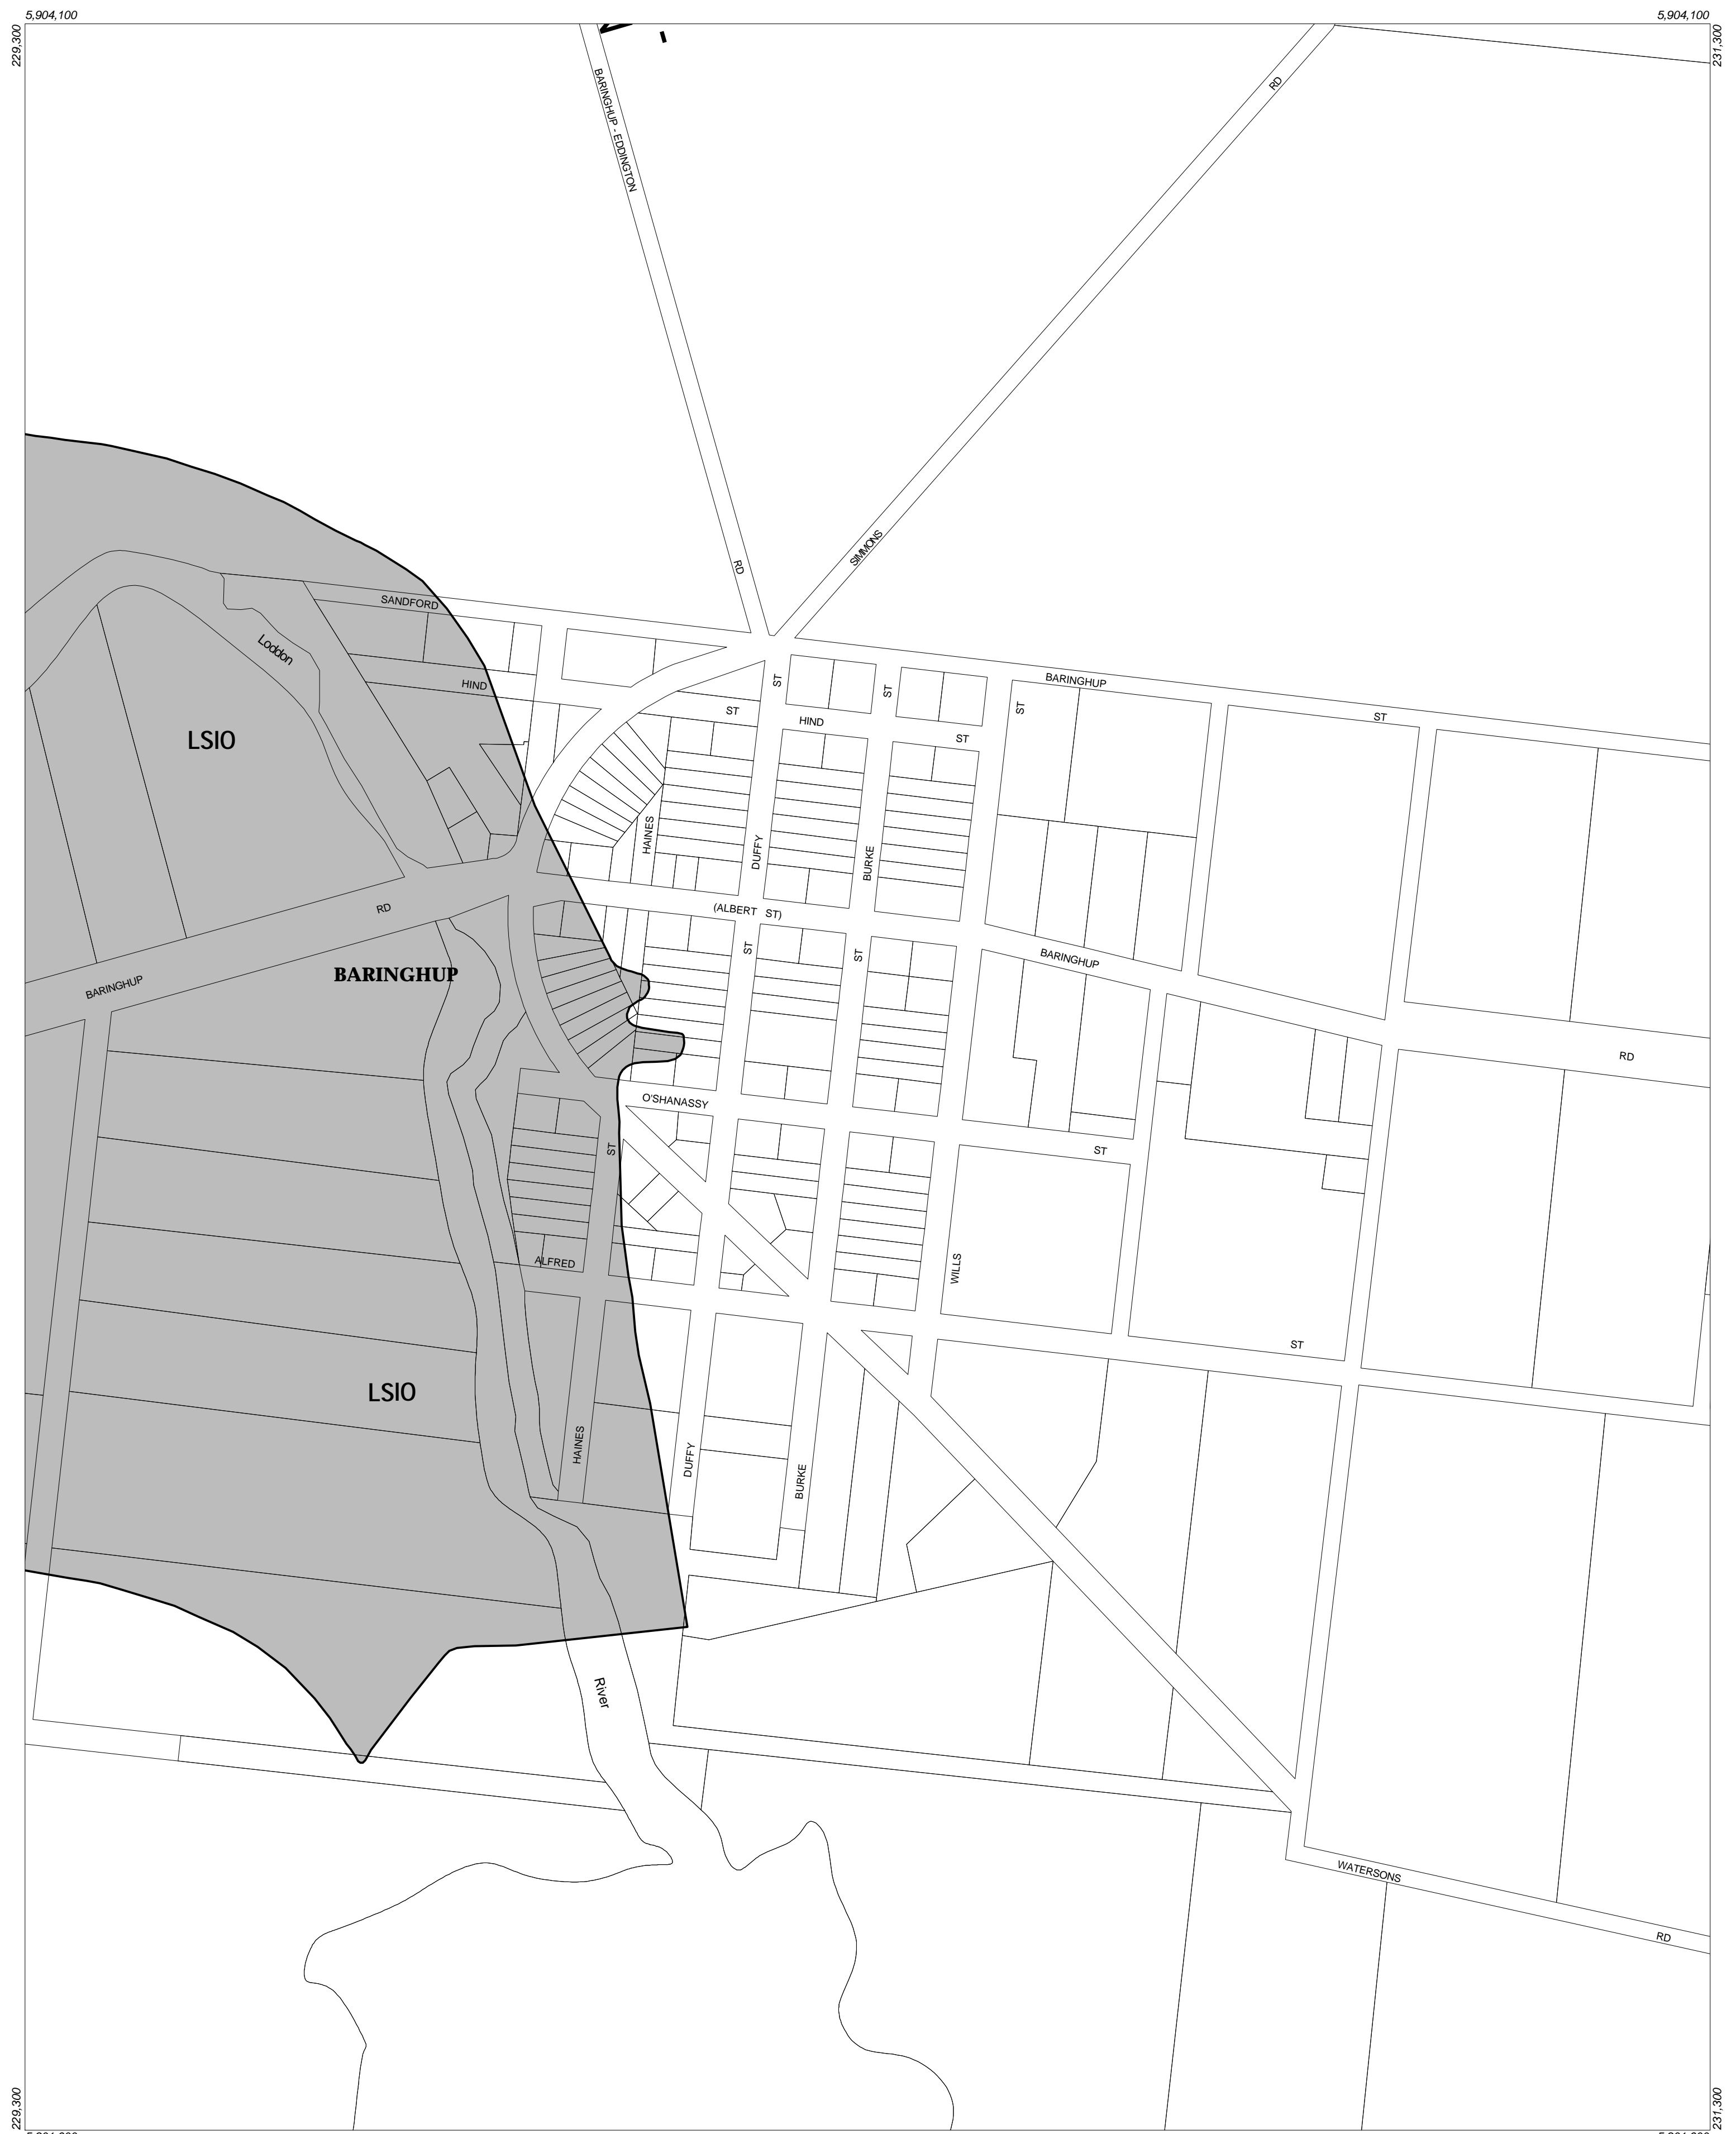 5,904,100
5,904,100
229,300
231,300
BARINGHUP - EDDINGTON
RD
RD
SIMMONS
SANDFORD
Loddon
HIND
ST
ST
BARINGHUP
ST
ST
ST
HIND
ST
LSIO
HAINES
DUFFY
BURKE
RD
(ALBERT ST)
ST
ST
BARINGHUP
BARINGHUP
BARINGHUP
RD
O'SHANASSY
ST
ST
ALFRED
WILLS
ST
LSIO
HAINES
DUFFY
BURKE
River
WATERSONS
RD
229,300
231,300